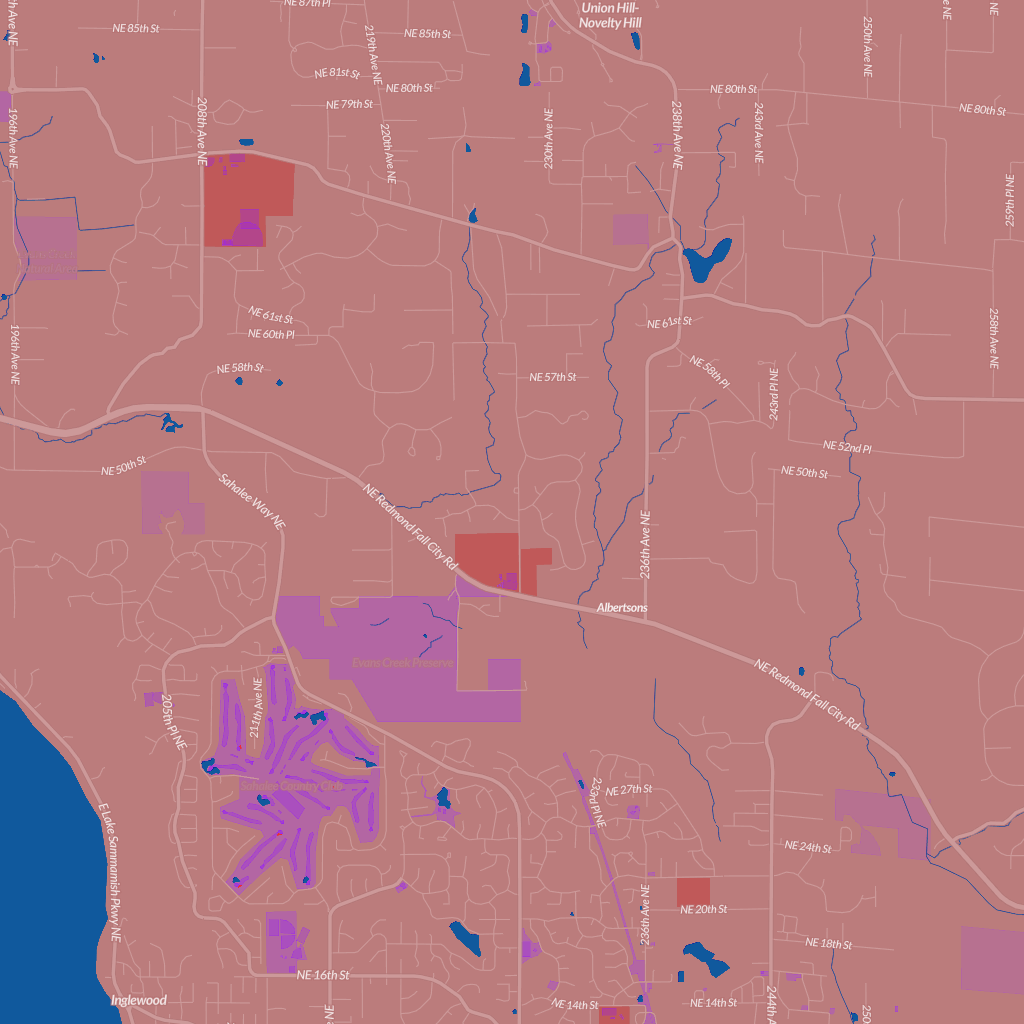 NE 87th Pl
Union Hill-
Novelty Hill
NE 85th St
NE 85th St
219th Ave NE
250th Ave NE
NE
NE
th Ave NE
NE 81st St
NE 80th St
NE 79th St
NE 80th St
NE 80th St
196th Ave NE
208th Ave NE
220th Ave NE
230th Ave NE
238th Ave NE
243rd Ave NE
259th Pl NE
NE 61st St
NE 60th Pl
NE 61st St
258th Ave NE
196th Ave NE
NE 58th St
NE 57th St
NE 58th Pl
243rd Pl NE
NE 52nd Pl
NE 50th St
NE 50th St
Sahalee Way NE
NE Redmond Fall City Rd
236th Ave NE
Albertsons
Evans Creek Preserve
NE Redmond Fall City Rd
211th Ave NE
205th Pl NE
Sahalee Country Club
233rd Pl NE
NE 27th St
E Lake Sammamish Pkwy NE
NE 24th St
236th Ave NE
NE 20th St
NE 18th St
NE 16th St
Inglewood
NE
NE 14th St
NE 14th St
244th A
250